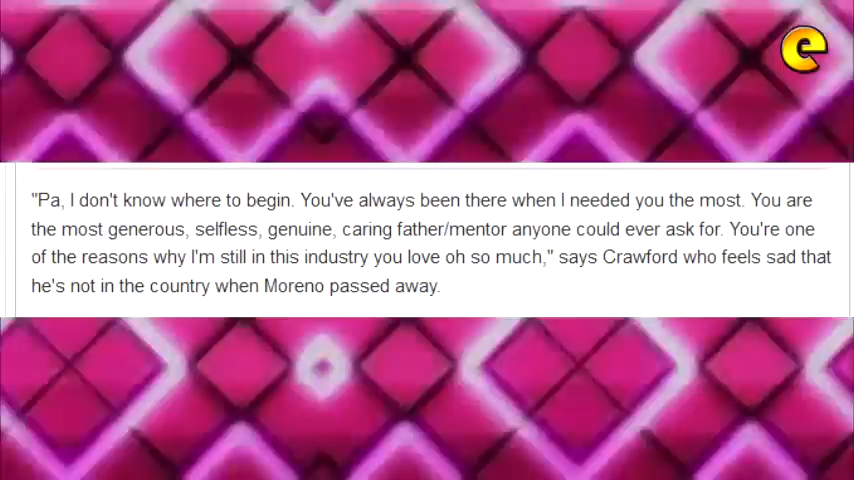 e
"Pa, I don't know where to begin. You've always been there when I needed you the most. You are
the most generous, selfless, genuine, caring father/mentor anyone could ever ask for. You're one
of the reasons why I'm still in this industry you love oh so much," says Crawford who feels sad that
he's not in the country when Moreno passed away.